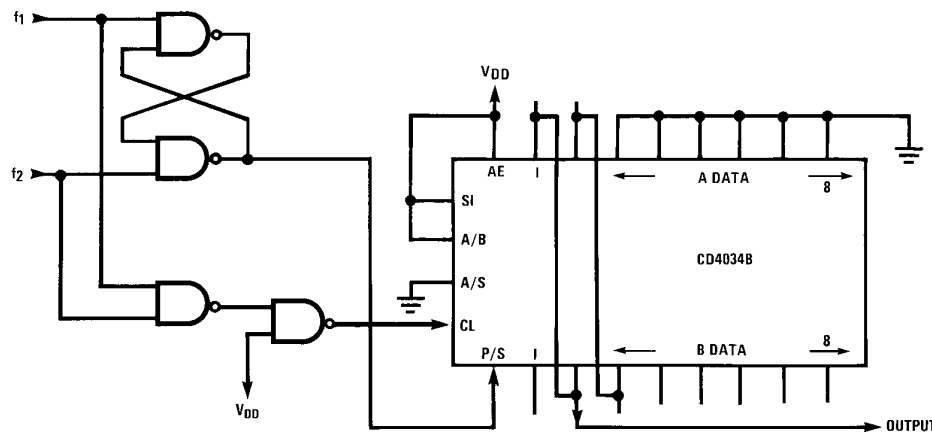 f1
f2
VDD
VDD
AE
I
A DATA
8
SI
A/B
A/S
CL
P/S
I
CD4034B
B DATA
8
OUTPUT